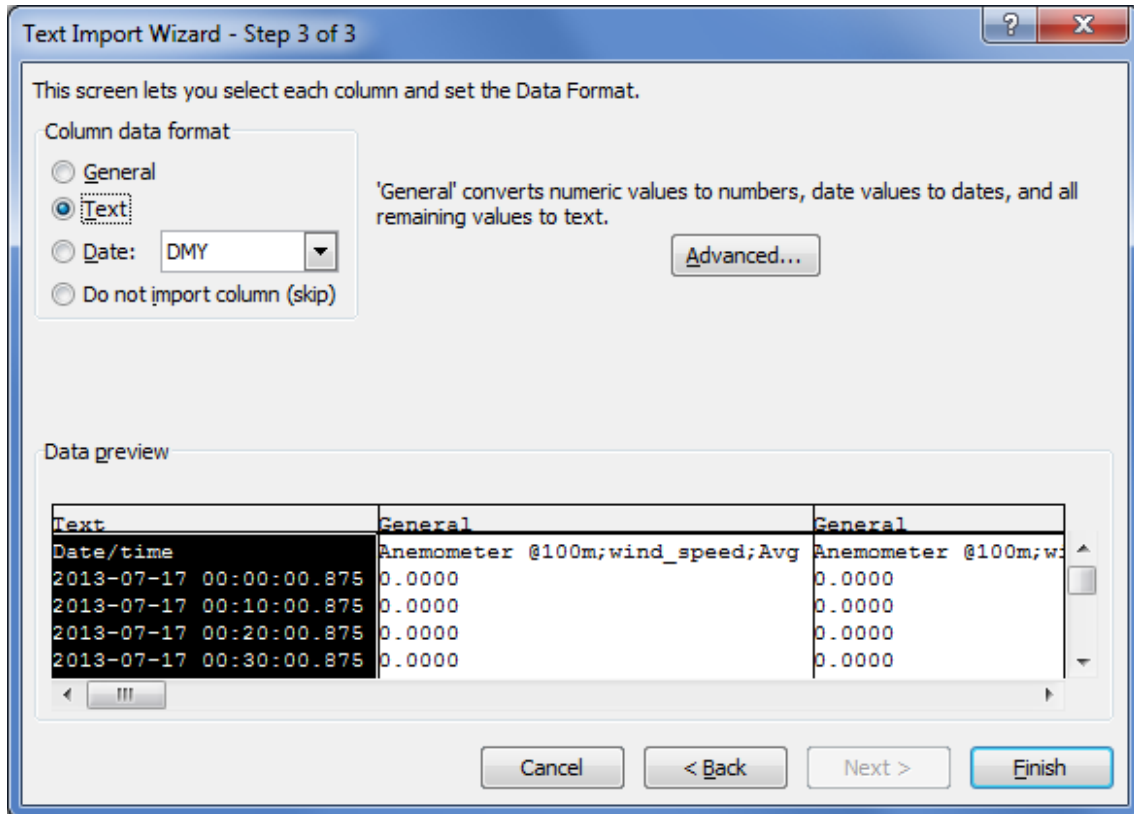 Text Import Wizard - Step 3 of 3
?
X
This screen lets you select each column and set the Data Format.
Column data format
General
Text
Date: DMY
Do not import column (skip)
'General' converts numeric values to numbers, date values to dates, and all
remaining values to text.
Advanced...
Data preview
Text General General
Date/time Anemometer @100m;wind_speed;Avg Anemometer @100m;wi
2013-07-17 00:00:00.875 0.0000 0.0000
2013-07-17 00:10:00.875 0.0000 0.0000
2013-07-17 00:20:00.875 0.0000 0.0000
2013-07-17 00:30:00.875 0.0000 0.0000
Cancel < Back Next > Finish